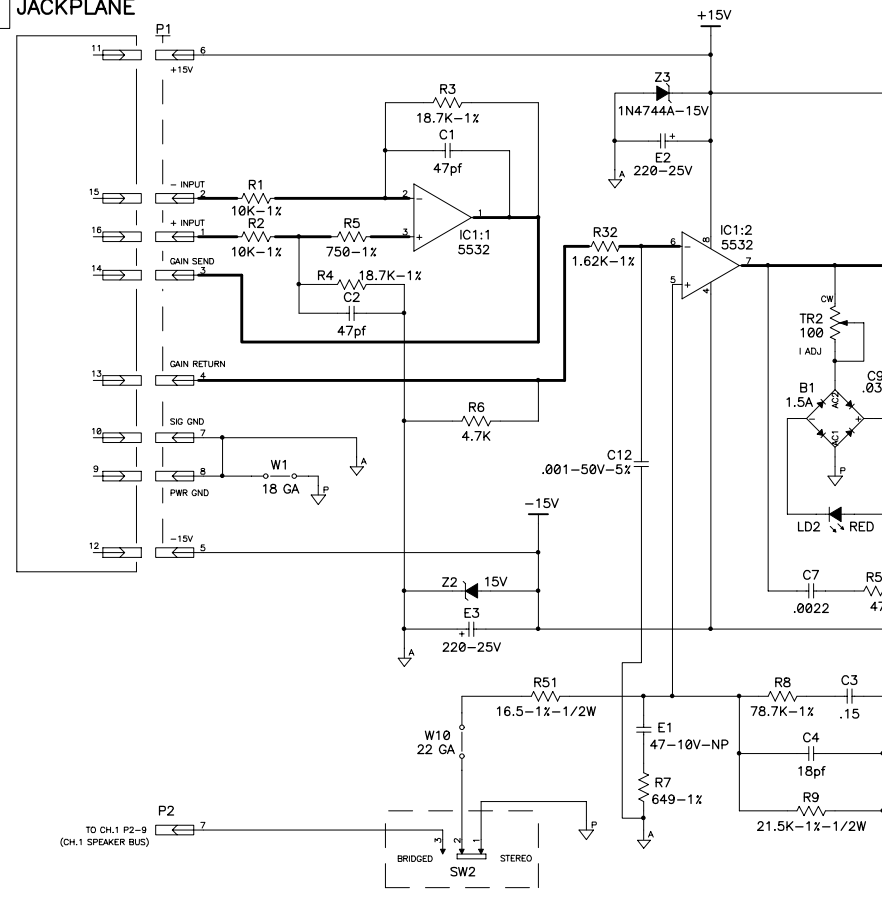 JACKPLANE
P1
+15V
11 6
+15V
Z3
1N4744A-15V
R3
18.7K-1%
C1
47pf
E2
220-25V
A
15 - INPUT 2
R1
10K-1%
2
1
IC1:1
5532
16 + INPUT 1
R2
10K-1%
R5
750-1%
3
14 GAIN SEND 3
R4 18.7K-1%
C2
47pf
R32
1.62K-1%
IC1:2
5532
6
8
7
5
4
CW
TR2
100
I ADJ
13 GAIN RETURN 4
B1
1.5A
AC2
AC1
C9
.03
R6
4.7K
10 SIG GND 7
A
9 8
PWR GND
W1
18 GA
P
C12
.001-50V-5%
P
-15V
LD2 RED
12 -15V 5
Z2 15V
C7
.0022
R5
47
E3
220-25V
A
R51
16.5-1%-1/2W
R8
78.7K-1%
C3
.15
W10
22 GA
E1
47-10V-NP
C4
18pf
R7
649-1%
R9
21.5K-1%-1/2W
P2
TO CH.1 P2-9 7
(CH.1 SPEAKER BUS)
3 2 1
BRIDGED STEREO
SW2
P
A